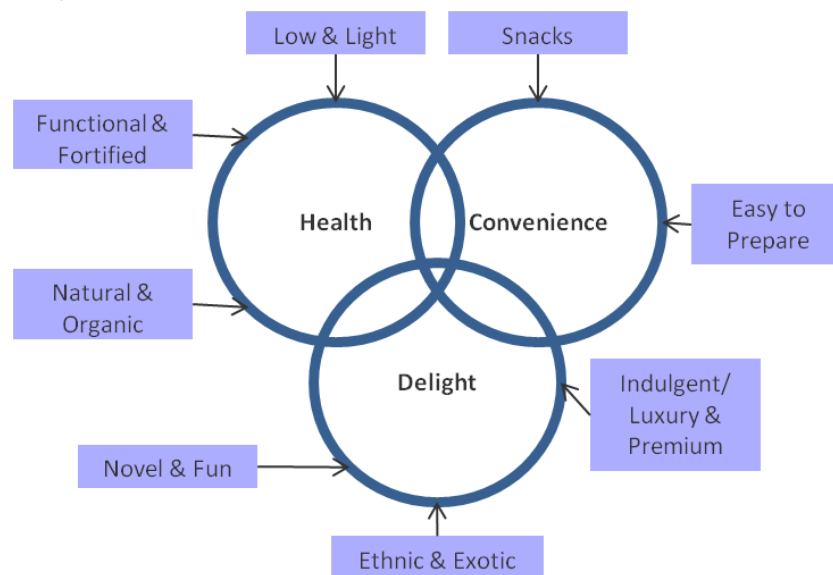 Low & Light
Snacks
Functional &
Fortified
Health
Convenience
Easy to
Prepare
Natural &
Organic
Delight
Indulgent/
Luxury &
Premium
Novel & Fun
Ethnic & Exotic